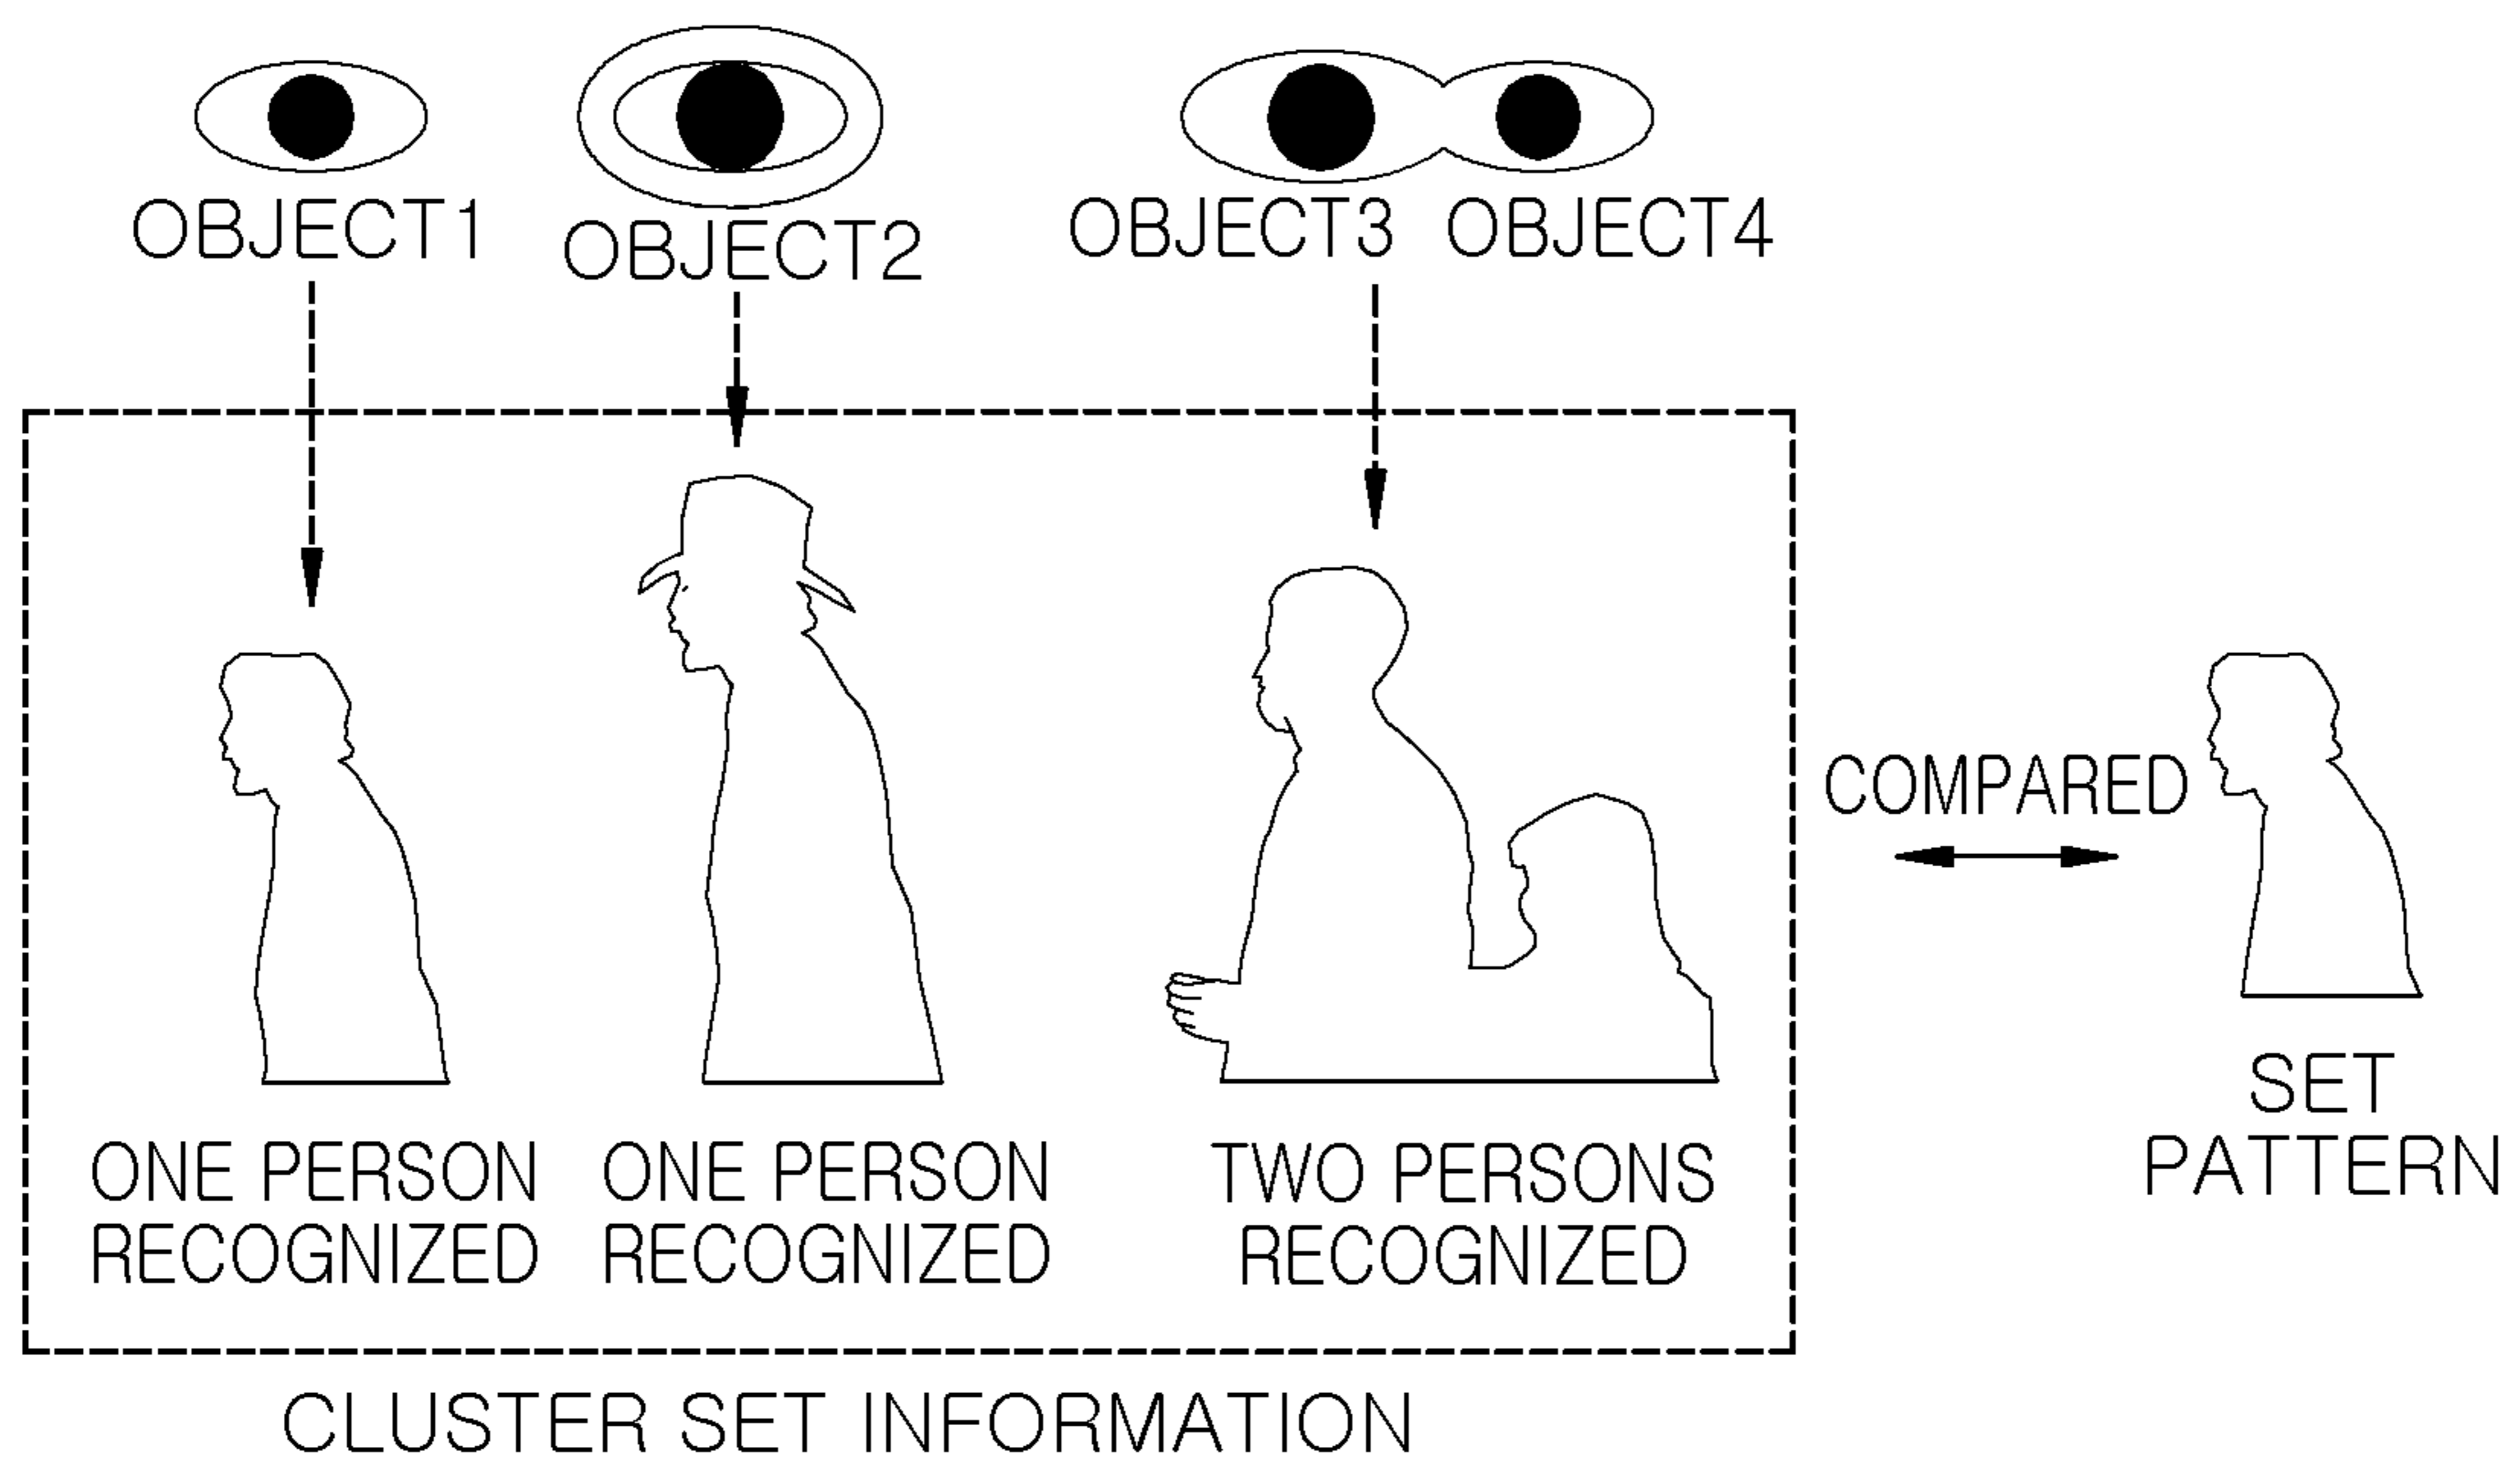 OBJECT1
OBJECT2
OBJECT3 OBJECT4
COMPARED
SET
PATTERN
ONE PERSON
RECOGNIZED
ONE PERSON
RECOGNIZED
TWO PERSONS
RECOGNIZED
CLUSTER SET INFORMATION